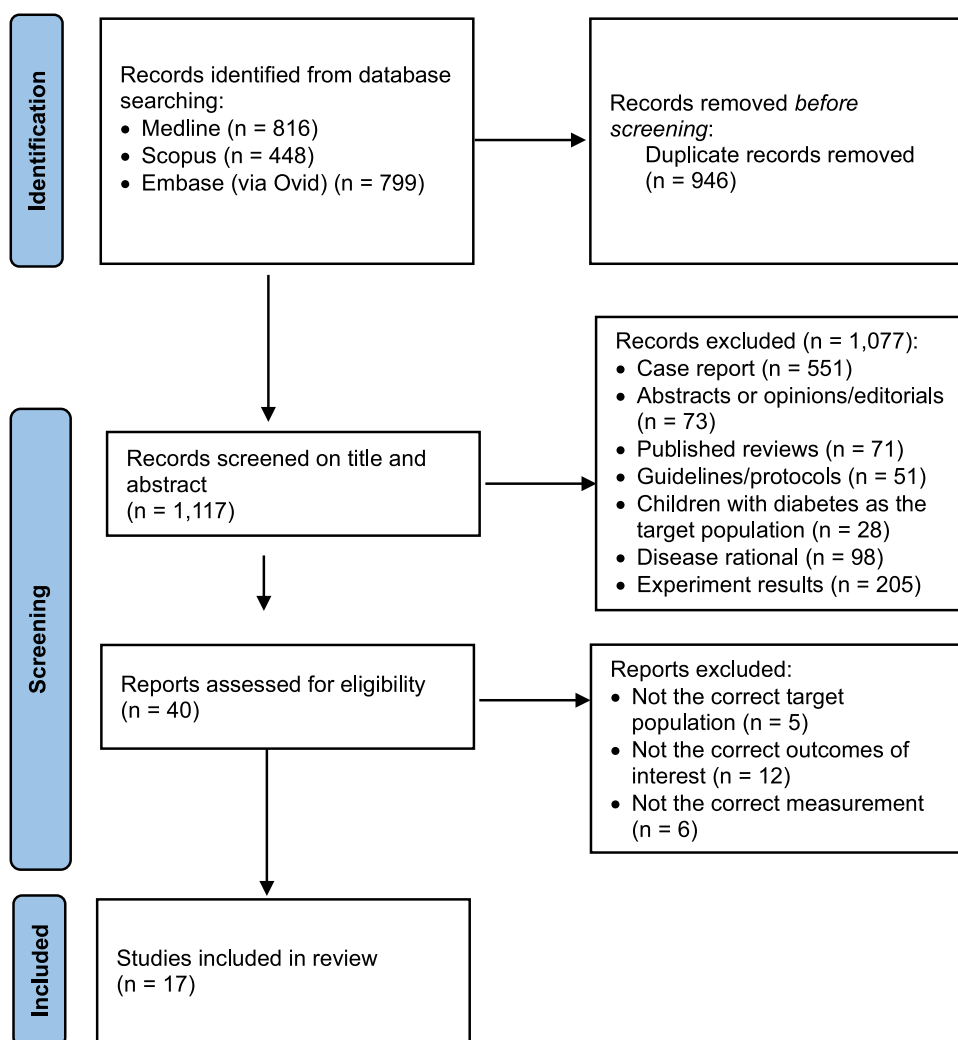 Identification
Records identified from database
searching:
• Medline (n = 816)
• Scopus (n = 448)
• Embase (via Ovid) (n = 799)
Records removed before
screening:
Duplicate records removed
(n = 946)
Screening
Records screened on title and
abstract
(n = 1,117)
Records excluded (n = 1,077):
• Case report (n = 551)
• Abstracts or opinions/editorials
(n = 73)
• Published reviews (n = 71)
• Guidelines/protocols (n = 51)
• Children with diabetes as the
target population (n = 28)
• Disease rational (n = 98)
• Experiment results (n = 205)
Reports assessed for eligibility
(n = 40)
Reports excluded:
• Not the correct target
population (n = 5)
• Not the correct outcomes of
interest (n = 12)
• Not the correct measurement
(n = 6)
Included
Studies included in review
(n = 17)